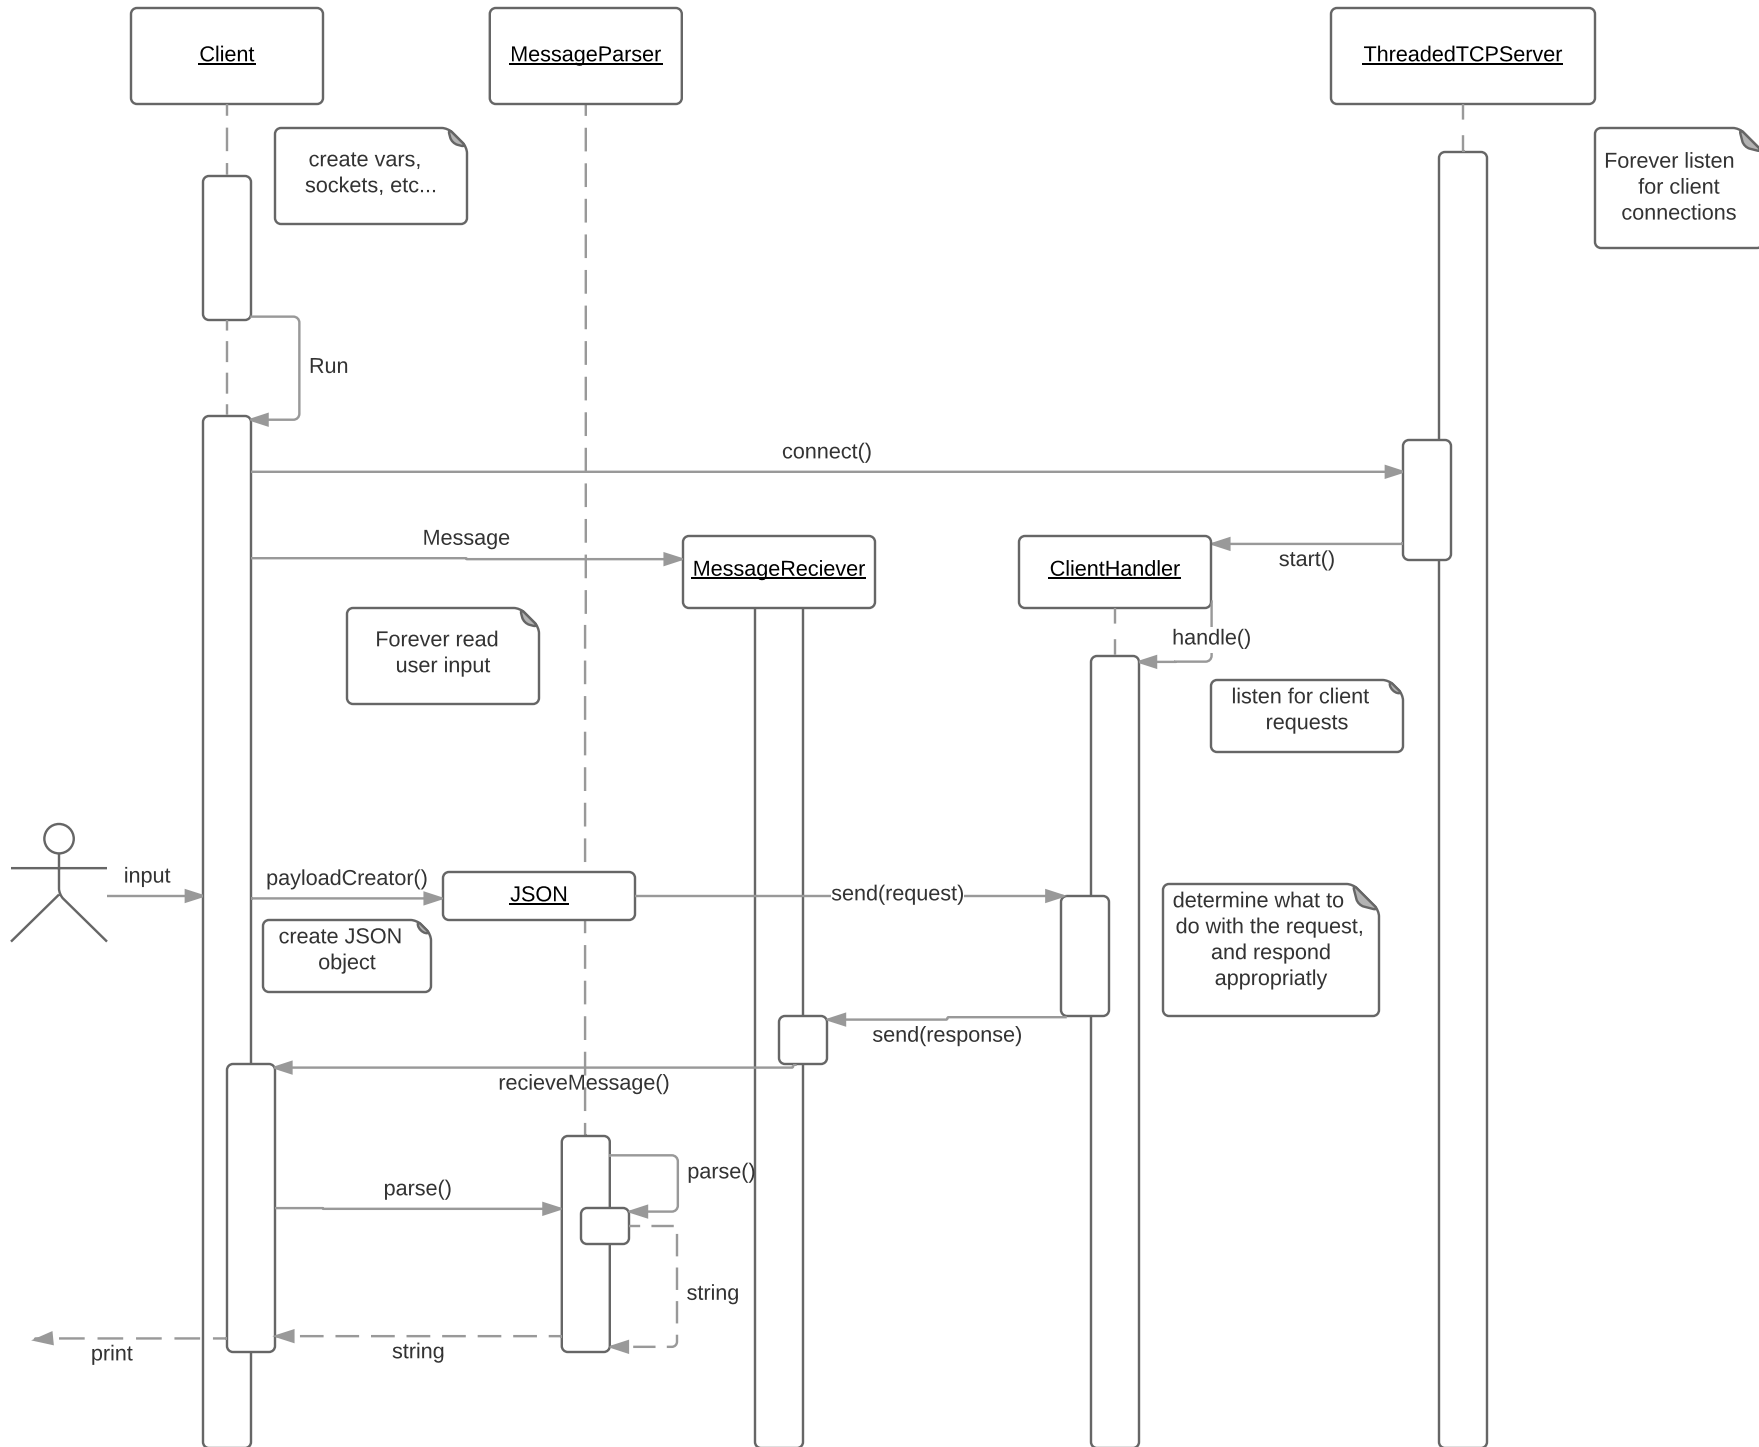 Client
MessageParser
ThreadedTCPServer
create vars,
sockets, etc...
Forever listen
for client
connections
Run
connect()
Message
start()
MessageReciever
ClientHandler
Forever read
user input
handle()
listen for client
requests
input
payloadCreator()
JSON
send(request)
determine what to
do with the request,
and respond
appropriatly
create JSON
object
send(response)
recieveMessage()
parse()
parse()
string
string
print